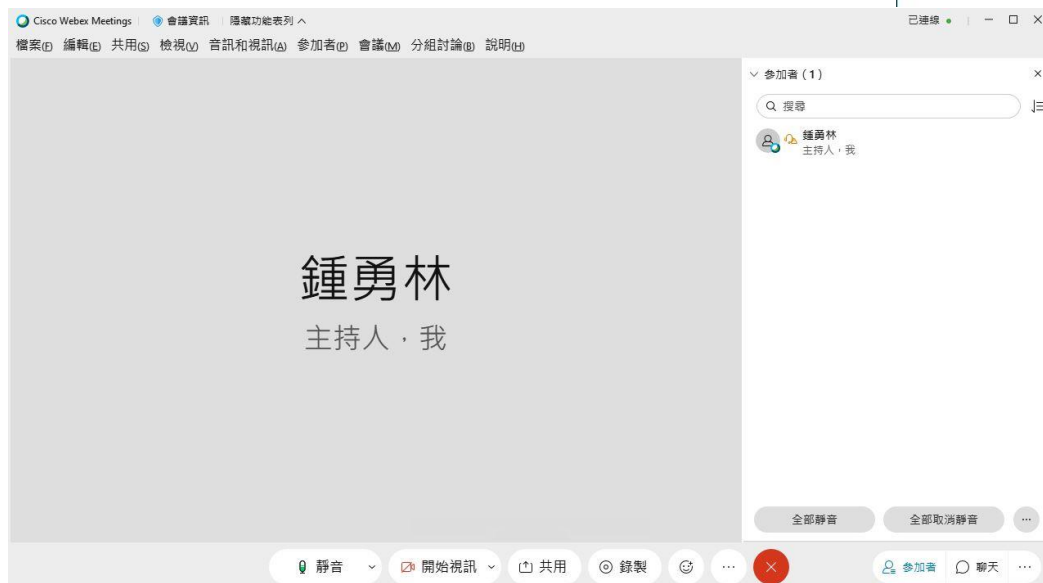 Cisco Webex Meetings 會議資訊 隱藏功能表列 已連線
檔案(F) 編輯(E) 共用(S) 檢視(V) 音訊和視訊(A) 參加者(P) 會議(M) 分組討論(B) 說明(H)
參加者 (1)
搜尋
鍾勇林
主持人，我
鍾勇林
主持人，我
全部靜音 全部取消靜音 ...
靜音 開始視訊 共用 錄製 ... 參加者 聊天 ...